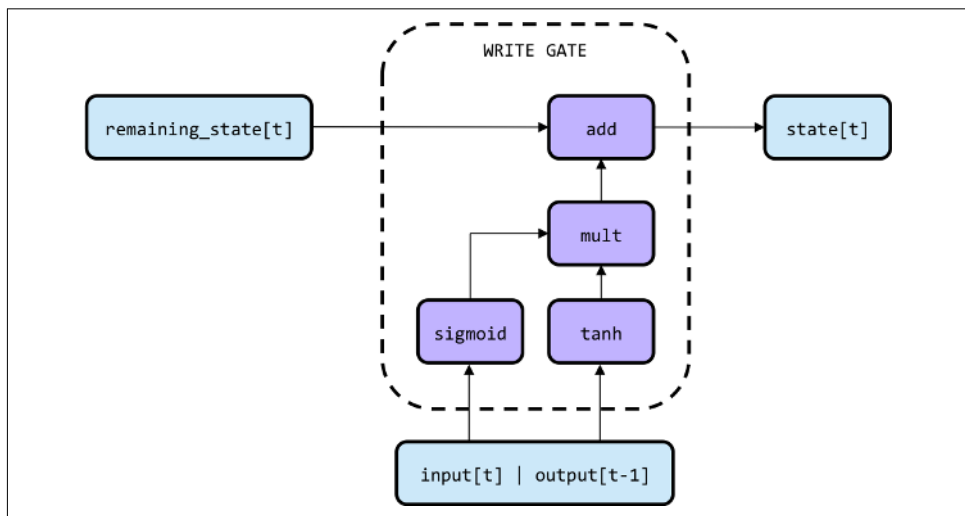 WRITE GATE
remaining_state[t]
add
state[t]
mult
sigmoid
tanh
input[t] | output[t-1]